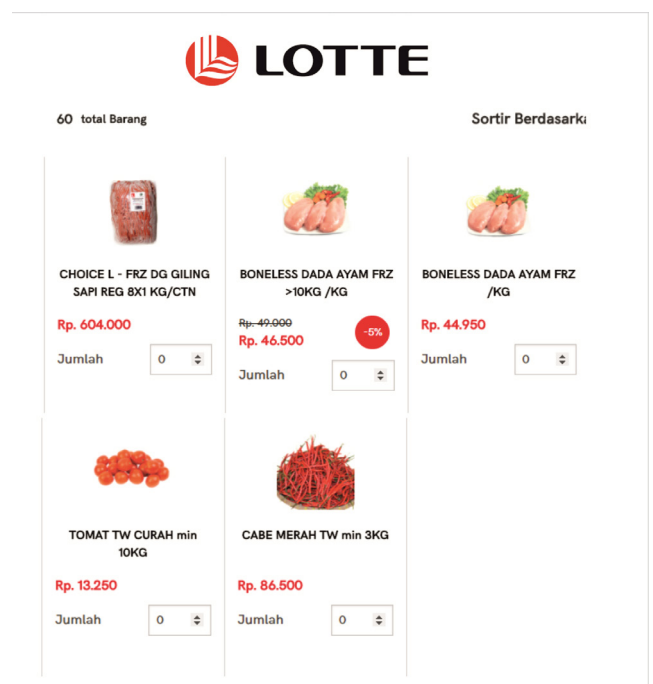 LOTTE
60 total Barang
Sortir Berdasarka
CHOICE L - FRZ DG GILING
SAPI REG 8X1 KG/CTN
Rp. 604.000
Jumlah 0
BONELESS DADA AYAM FRZ
>10KG /KG
Rp. 49.000
Rp. 46.500
-5%
Jumlah 0
BONELESS DADA AYAM FRZ
/KG
Rp. 44.950
Jumlah 0
TOMAT TW CURAH min
10KG
Rp. 13.250
Jumlah 0
CABE MERAH TW min 3KG
Rp. 86.500
Jumlah 0